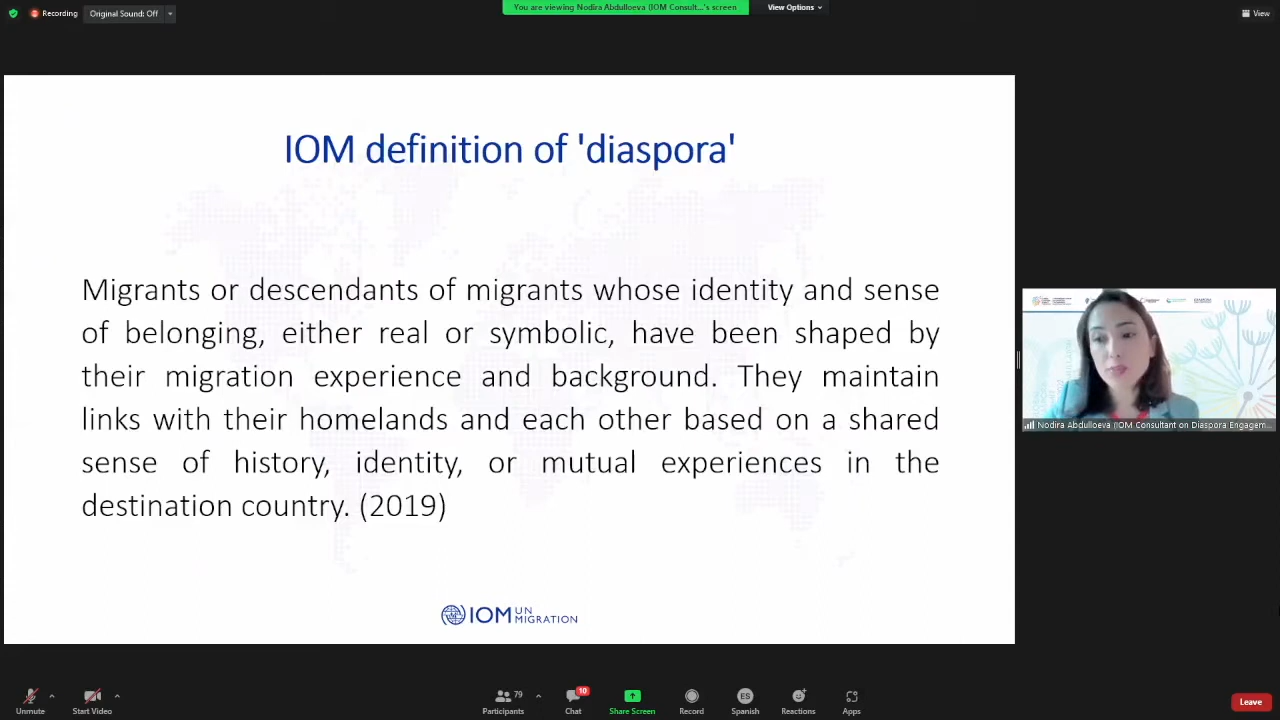 Recording
Original Sound: Off
You are viewing Nodira Abdulloeva (IOM Consult...'s screen
View Options
View
IOM definition of 'diaspora'
Migrants or descendants of migrants whose identity and sense
of belonging, either real or symbolic, have been shaped by
their migration experience and background. They maintain
links with their homelands and each other based on a shared
sense of history, identity, or mutual experiences in the
destination country. (2019)
IOM UN
MIGRATION
Nodira Abdulloeva (IOM Consultant on Diaspora Engagem...
Unmute
Start Video
79
Participants
10
Chat
Share Screen
Record
ES
Spanish
Reactions
Apps
Leave